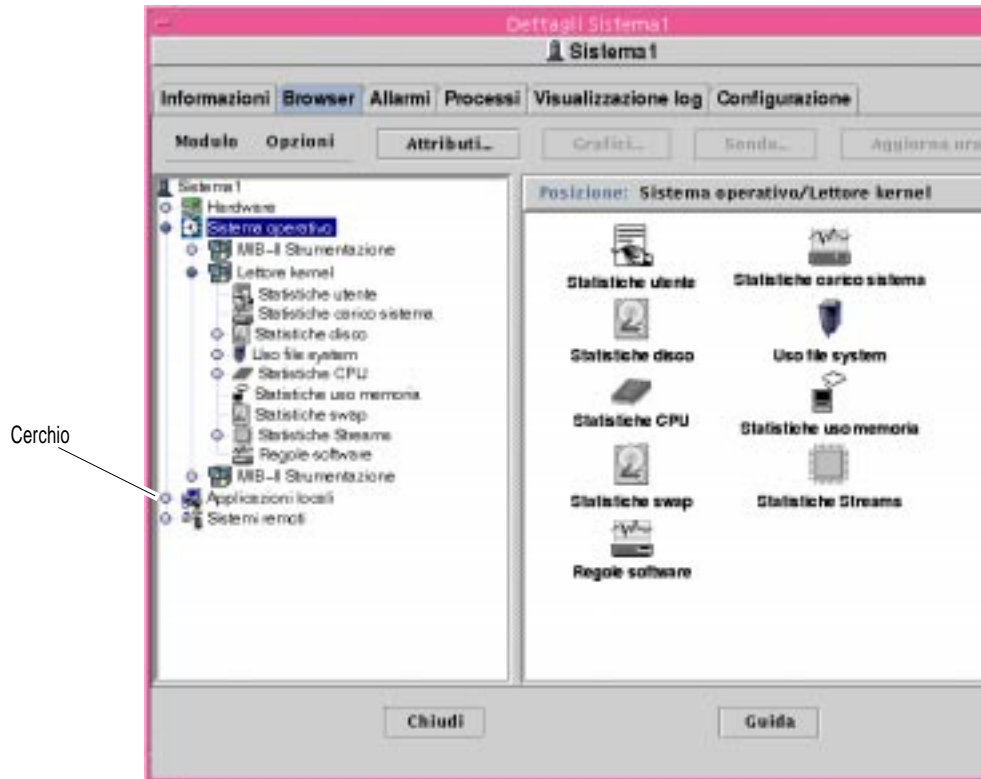 Dettagli Sistema1
Sistema1
Informazioni Browser Allarmi Processi Visualizzazione log Configurazione
Modulo Opzioni Attributi... Grafici... Sonda... Aggiorna ora
Sistema1
Posizione: Sistema operativo/Lettore kernel
Hardware
Sistema operativo
MIB-II Strumentazione
Lettore kernel
Statistiche utente
Statistiche carico sistema
Statistiche disco
Uso file system
Statistiche CPU
Statistiche uso memoria
Statistiche swap
Statistiche Streams
Regole software
MIB-II Strumentazione
Applicazioni locali
Sistemi remoti
Statistiche utente
Statistiche carico sistema
Statistiche disco
Uso file system
Statistiche CPU
Statistiche uso memoria
Statistiche swap
Statistiche Streams
Regole software
Cerchio
Chiudi
Guida